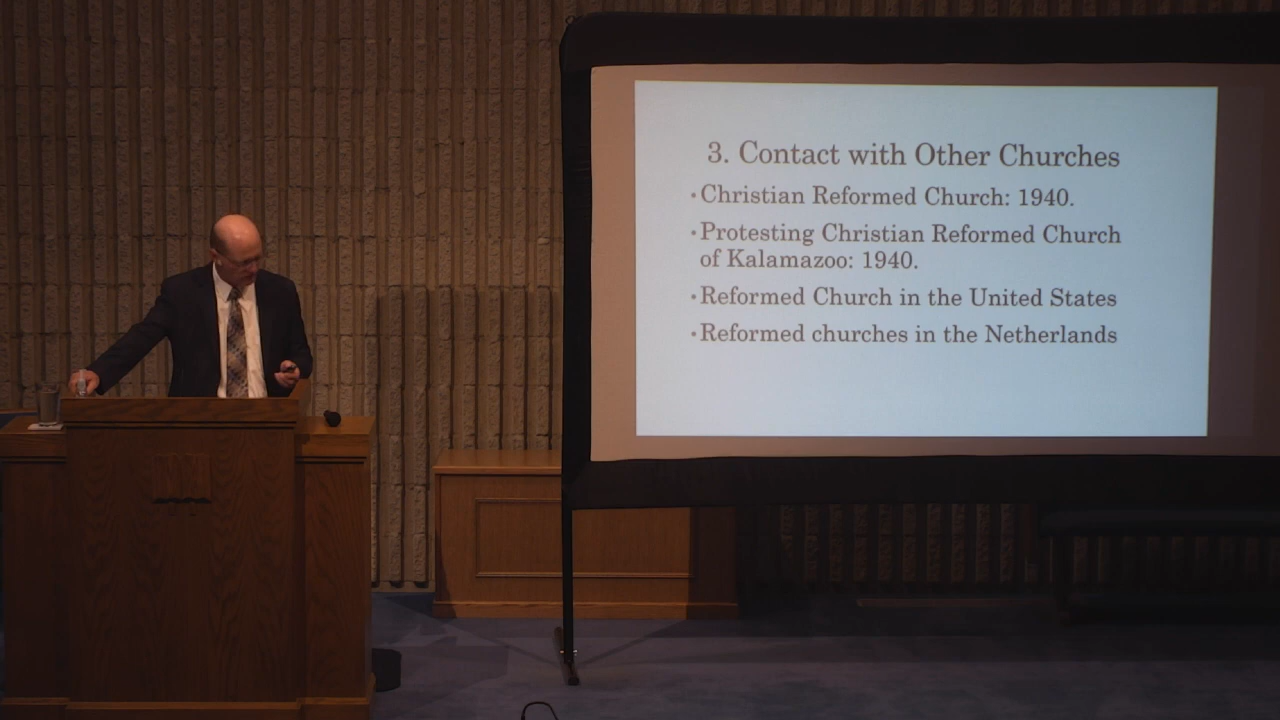 3. Contact with Other Churches
•Christian Reformed Church: 1940.
•Protesting Christian Reformed Church
of Kalamazoo: 1940.
•Reformed Church in the United States
•Reformed churches in the Netherlands